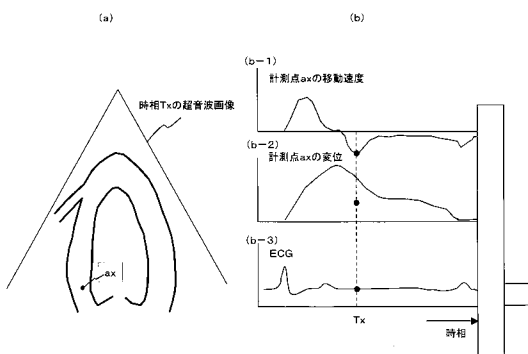 (a)
(b)
時相Txの超音波画像
ax
(b−1)
計測点axの移動速度
(b−2)
計測点axの変位
(b−3)
ECG
Tx
時相